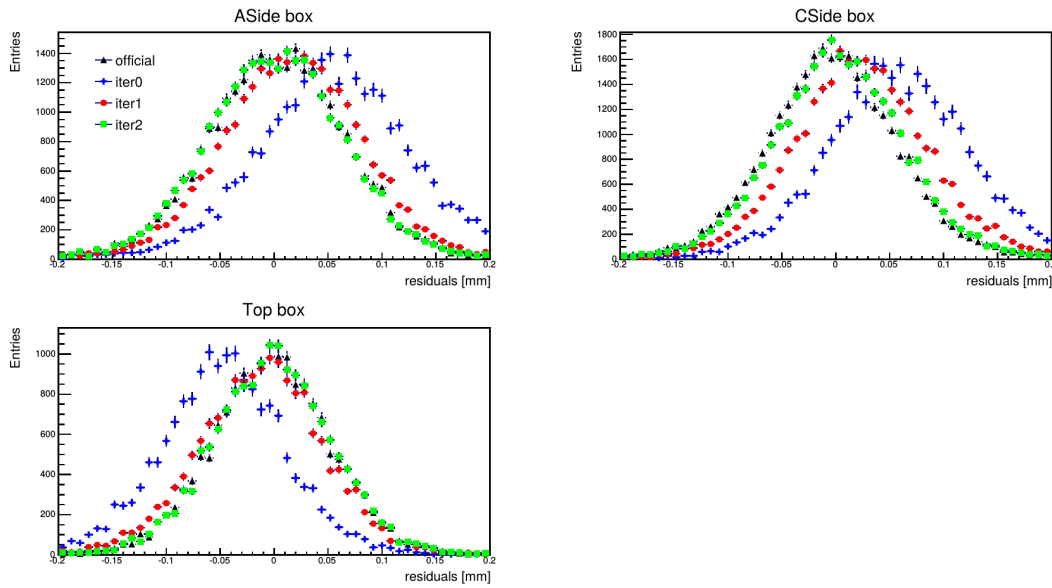 ASide box
Entries
1400
1200
1000
800
600
400
200
0
official
iter0
iter1
iter2
-0.2 -0.15 -0.1 -0.05 0 0.05 0.1 0.15 0.2
residuals [mm]
CSide box
Entries
1800
1600
1400
1200
1000
800
600
400
200
0
-0.2 -0.15 -0.1 -0.05 0 0.05 0.1 0.15 0.2
residuals [mm]
Top box
Entries
1000
800
600
400
200
0
-0.2 -0.15 -0.1 -0.05 0 0.05 0.1 0.15 0.2
residuals [mm]